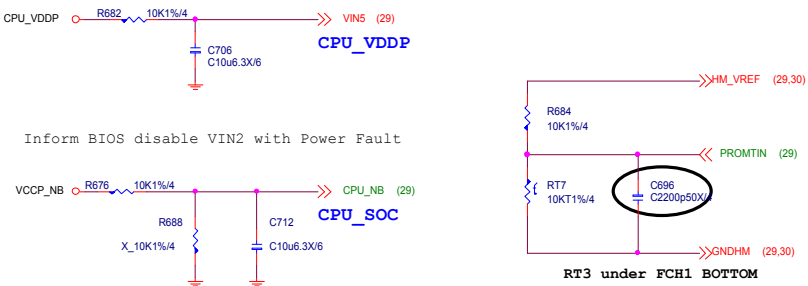 CPU_VDDP R682 10K1%/4 VIN5 (29)
CPU_VDDP
C706
C10u6.3X/6
Inform BIOS disable VIN2 with Power Fault
VCCP_NB R676 10K1%/4 CPU_NB (29)
CPU_SOC
R688
X_10K1%/4
C712
C10u6.3X/6
HM_VREF (29,30)
R684
10K1%/4
PROMTIN (29)
RT7
10KT1%/4
C696
C2200p50X/4
GNDHM (29,30)
RT3 under FCH1 BOTTOM